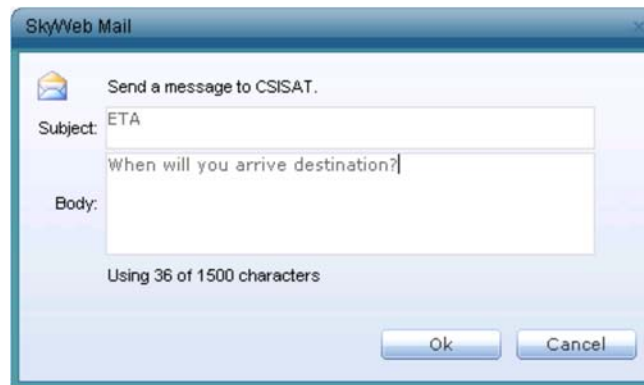 SkyWeb Mail
Send a message to CSISAT.
Subject: ETA
When will you arrive destination?
Body:
Using 36 of 1500 characters
Ok Cancel